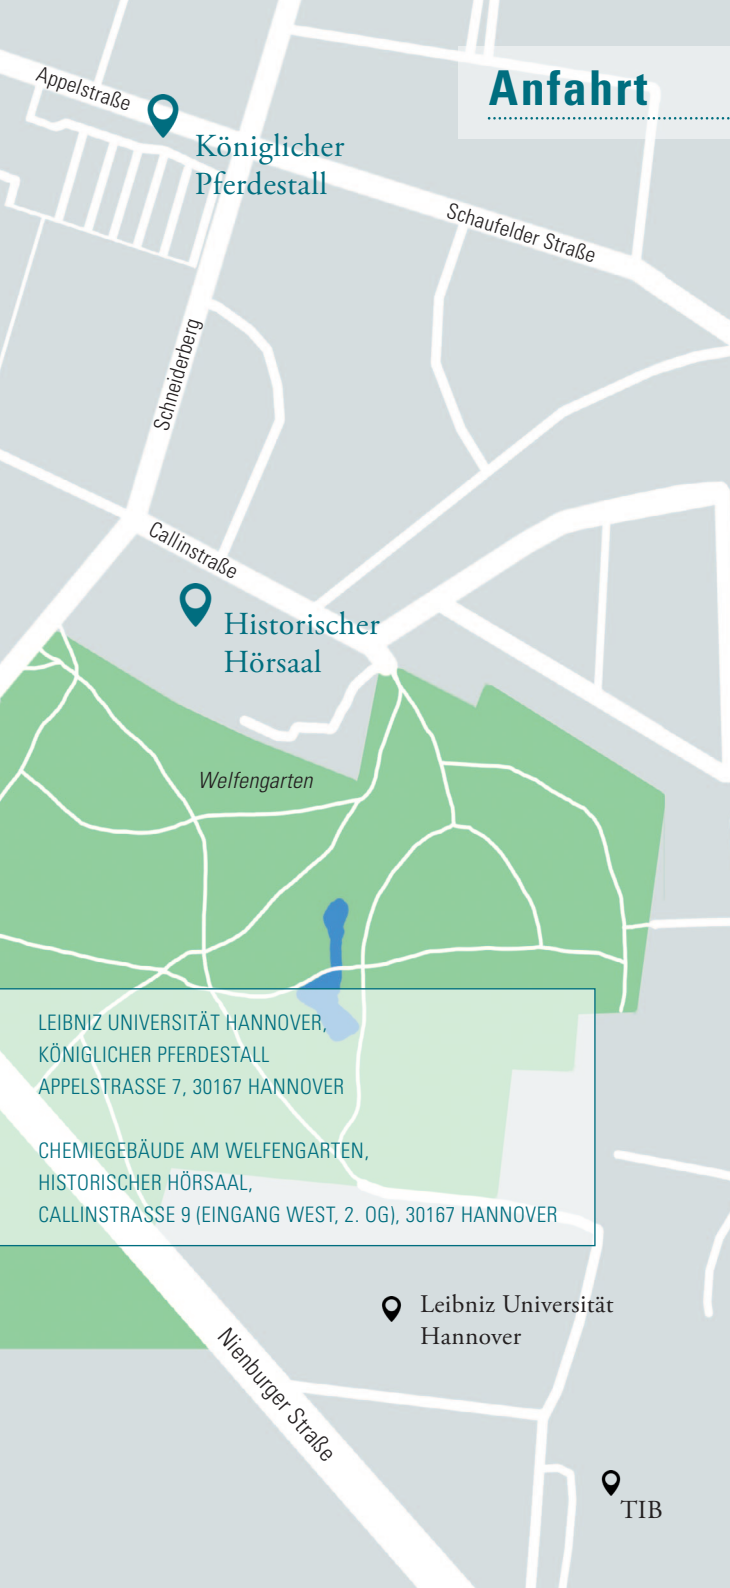 Anfahrt
Appelstraße
Königlicher
Pferdestall
Schaufelder Straße
Schneiderberg
Callinstraße
Historischer
Hörsaal
Welfengarten
LEIBNIZ UNIVERSITÄT HANNOVER,
KÖNIGLICHER PFERDESTALL
APPELSTRASSE 7, 30167 HANNOVER
CHEMIEGEBÄUDE AM WELFENGARTEN,
HISTORISCHER HÖRSAAL,
CALLINSTRASSE 9 (EINGANG WEST, 2. OG), 30167 HANNOVER
Leibniz Universität
Hannover
Nienburger Straße
TIB